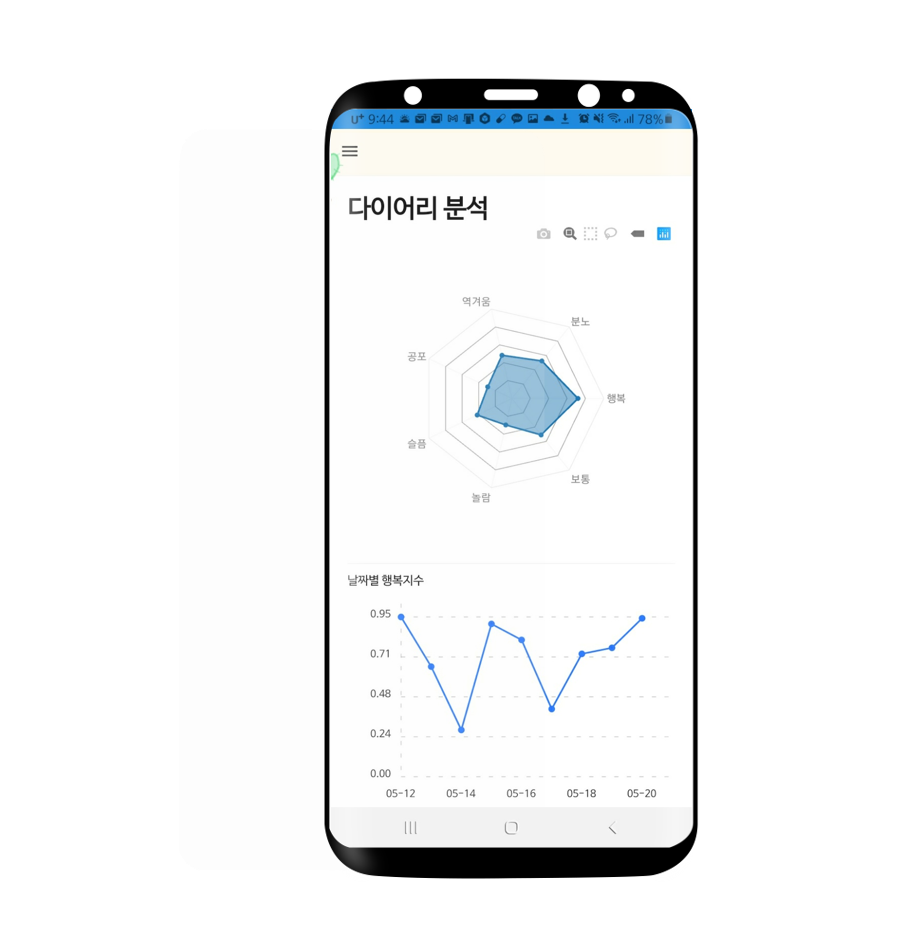 U⁺ 9:44 78%
다이어리 분석
역겨움
분노
공포
행복
슬픔
보통
놀람
날짜별 행복지수
0.95
0.71
0.48
0.24
0.00
05-12 05-14 05-16 05-18 05-20